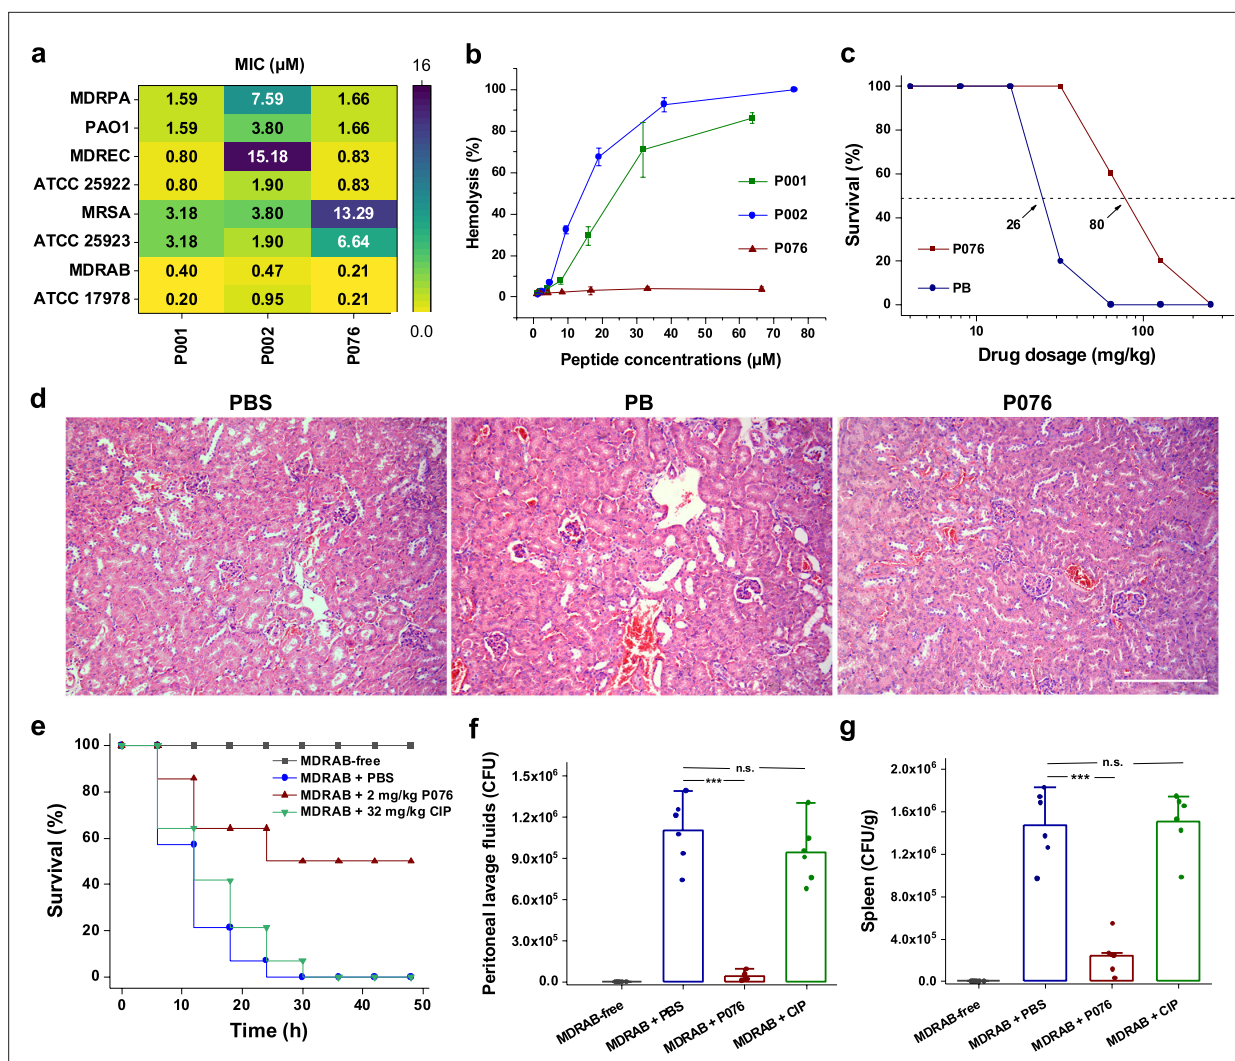 a
MIC (µM)
16
MDRPA 1.59 7.59 1.66
PAO1 1.59 3.80 1.66
MDREC 0.80 15.18 0.83
ATCC 25922 0.80 1.90 0.83
MRSA 3.18 3.80 13.29
ATCC 25923 3.18 1.90 6.64
MDRAB 0.40 0.47 0.21
ATCC 17978 0.20 0.95 0.21
0.0
P001 P002 P076
b
Hemolysis (%)
100
80
60
40
20
0
P001
P002
P076
0 10 20 30 40 50 60 70 80
Peptide concentrations (µM)
c
Survival (%)
100
80
60
40
20
0
26
80
P076
PB
10 100
Drug dosage (mg/kg)
d
PBS
PB
P076
e
Survival (%)
100
80
60
40
20
0
MDRAB-free
MDRAB + PBS
MDRAB + 2 mg/kg P076
MDRAB + 32 mg/kg CIP
0 10 20 30 40 50
Time (h)
f
Peritoneal lavage fluids (CFU)
1.5x10⁶
1.2x10⁶
9.0x10⁵
6.0x10⁵
3.0x10⁵
0.0
n.s.
***
MDRAB-free
MDRAB + PBS
MDRAB + P076
MDRAB + CIP
g
Spleen (CFU/g)
2.0x10⁶
1.6x10⁶
1.2x10⁶
8.0x10⁵
4.0x10⁵
0.0
n.s.
***
MDRAB-free
MDRAB + PBS
MDRAB + P076
MDRAB + CIP